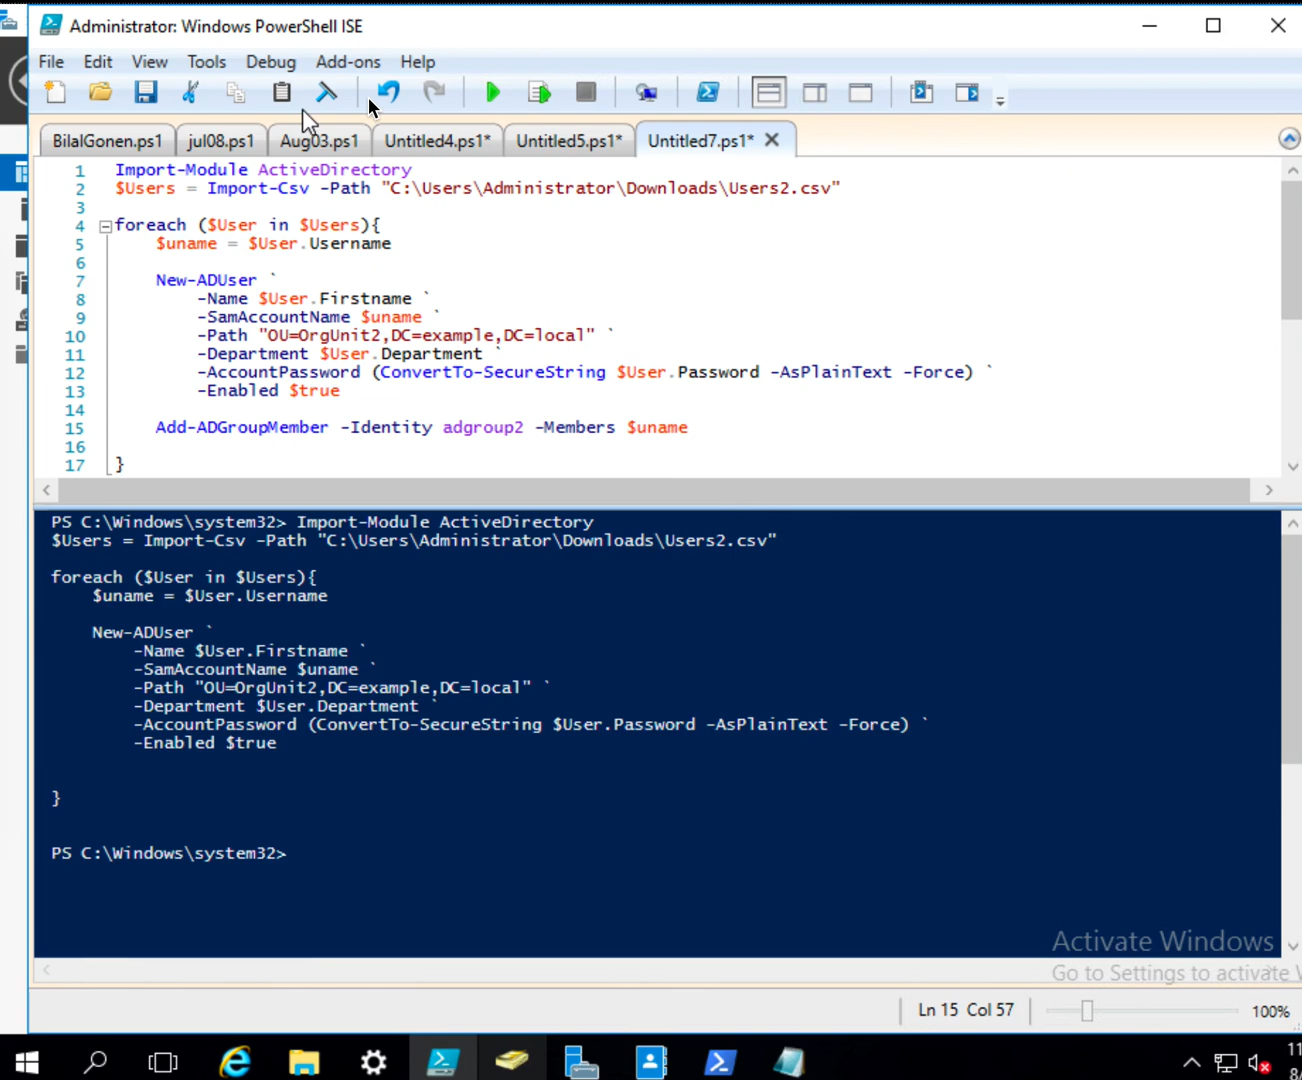 Administrator: Windows PowerShell ISE
File Edit View Tools Debug Add-ons Help
BilalGonen.ps1 jul08.ps1 Aug03.ps1 Untitled4.ps1* Untitled5.ps1* Untitled7.ps1*
1 Import-Module ActiveDirectory
2 $Users = Import-Csv -Path "C:\Users\Administrator\Downloads\Users2.csv"
3
4 foreach ($User in $Users){
5 $uname = $User.Username
6
7 New-ADUser `
8 -Name $User.Firstname `
9 -SamAccountName $uname `
10 -Path "OU=OrgUnit2,DC=example,DC=local" `
11 -Department $User.Department `
12 -AccountPassword (ConvertTo-SecureString $User.Password -AsPlainText -Force) `
13 -Enabled $true
14
15 Add-ADGroupMember -Identity adgroup2 -Members $uname
16
17 }
PS C:\Windows\system32> Import-Module ActiveDirectory
$Users = Import-Csv -Path "C:\Users\Administrator\Downloads\Users2.csv"
foreach ($User in $Users){
$uname = $User.Username
New-ADUser `
-Name $User.Firstname `
-SamAccountName $uname `
-Path "OU=OrgUnit2,DC=example,DC=local" `
-Department $User.Department `
-AccountPassword (ConvertTo-SecureString $User.Password -AsPlainText -Force) `
-Enabled $true
}
PS C:\Windows\system32>
Activate Windows
Go to Settings to activate
Ln 15 Col 57 100%